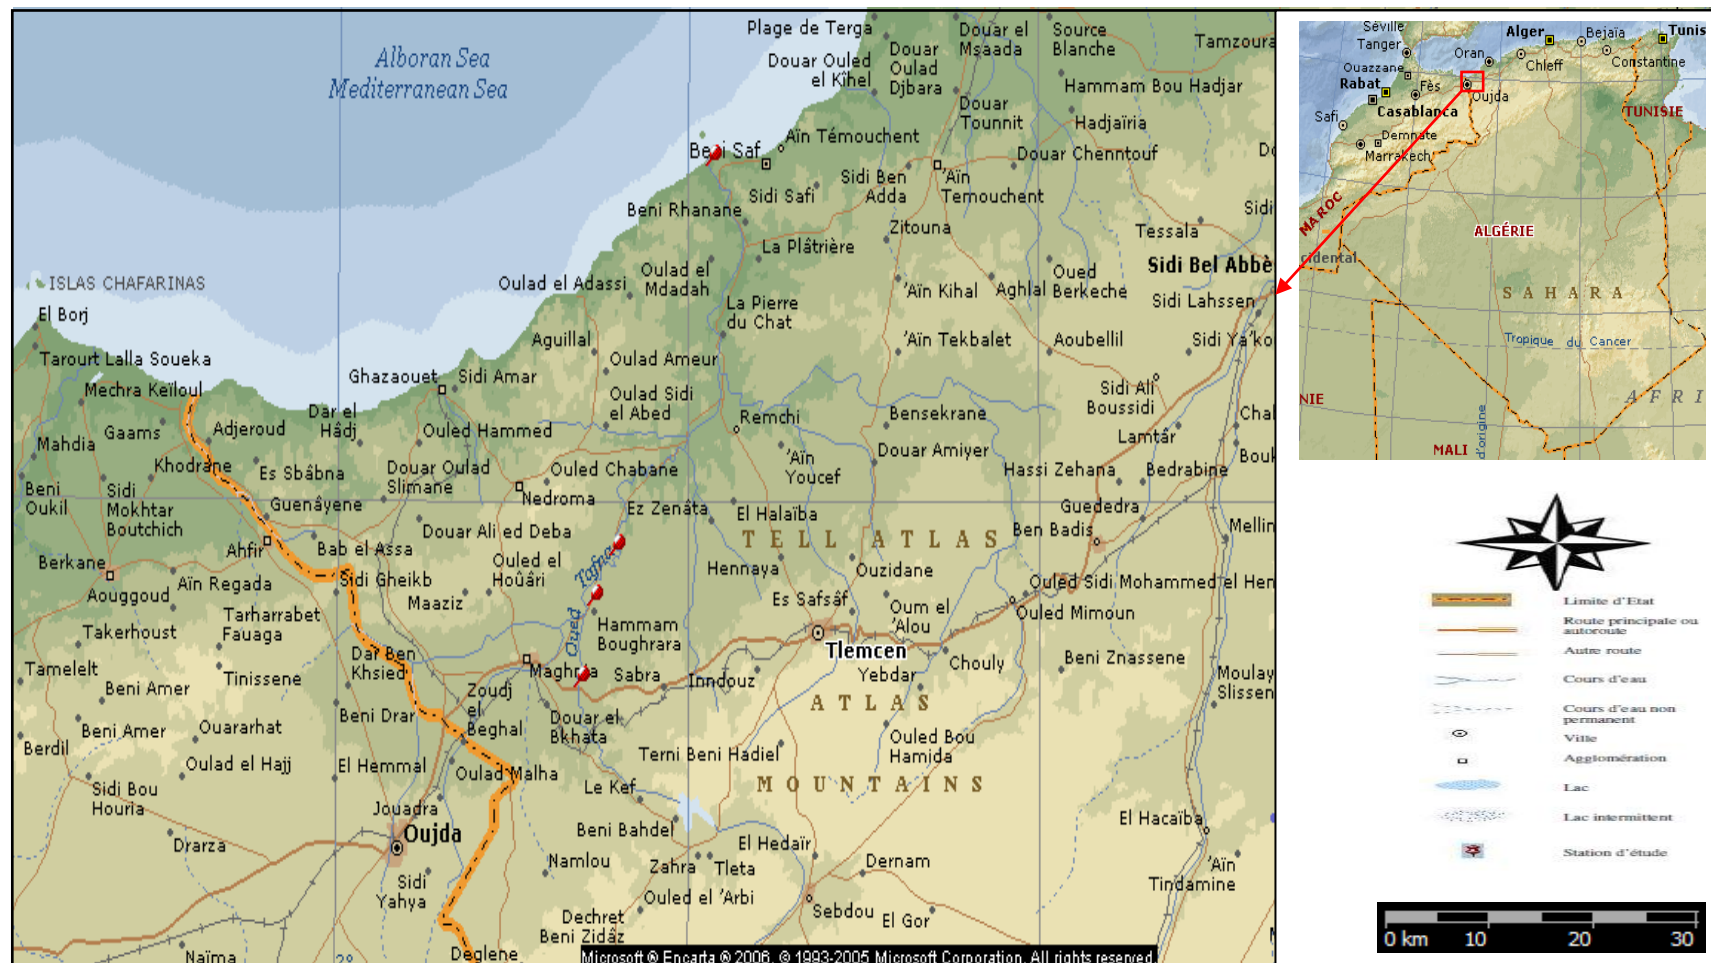 Alboran Sea
Mediterranean Sea
Plage de Terga
Douar el
Msaada
Source
Blanche
Tamzoura
Douar Ouled
el Kihel
Douar
Oulad
Djbara
Hammam Bou Hadjar
Douar
Tounnit
Hadjaïria
Aïn Témouchent
Beni Saf
Douar Chenntouf
Sidi Safi
Sidi Ben
Adda
'Aïn
Temouchent
Beni Rhanane
Zitouna
Sidi
Tessala
La Plâtrière
Sidi Bel Abbè
Oulad el
Mdadah
Oued
Berkeche
ISLAS CHAFARINAS
Oulad el Adassi
'Aïn Kihal
Aghlal
Sidi Lahssen
La Pierre
du Chat
El Borj
Aguillal
'Aïn Tekbalet
Aoubellil
Sidi Ya'ko
Tarourt Lalla Soueka
Oulad Ameur
Ghazaouet
Sidi Amar
Mechra Keïloul
Oulad Sidi
el Abed
Sidi Ali
Boussidi
Dar el
Hâdj
Remchi
Bensekrane
Chal
Mahdia
Gaams
Adjeroud
Ouled Hammed
Lamtâr
Khodrane
Es Sbâbna
Douar Oulad
Slimane
Ouled Chabane
'Aïn
Youcef
Douar Amiyer
Hassi Zehana
Bedrabine
Bouk
Beni
Oukil
Sidi
Mokhtar
Boutchich
Guenâyene
Nedroma
Ez Zenâta
El Halaïba
Guededra
Ben Badis
Mellin
Douar Ali ed Deba
TELL ATLAS
Ahfir
Bab el Assa
Berkane
Aïn Regada
Sidi Gheikb
Ouled el
Hoûâri
Oued Tafna
Hennaya
Ouzidane
Ouled Sidi Mohammed el Hen
Aouggoud
Maaziz
Es Safsâf
Oum el
'Alou
Ouled Mimoun
Tarharrabet
Fauaga
Takerhoust
Hammam
Boughrara
Tlemcen
Dar Ben
Khsied
Maghnia
Sabra
Inndouz
Yebdar
Chouly
Beni Znassene
Tamelelt
Tinissene
Moulay
Slissen
Beni Amer
Zoudj
el
Beghal
ATLAS
Beni Drar
Douar el
Bkhata
Beni Amer
Ouararhat
Berdil
Terni Beni Hadiel
Ouled Bou
Hamida
Oulad el Hajj
El Hemmal
Oulad Malha
MOUNTAINS
Sidi Bou
Houria
Le Kef
Jouadra
Oujda
Beni Bahdel
El Hacaïba
Drarza
El Hedaïr
Namlou
Zahra
Tleta
Dernam
'Aïn
Tindamine
Sidi
Yahya
Ouled el 'Arbi
Dechret
Beni Zidâz
Sebdou
El Gor
Naïma
2°
Deglene
Microsoft ® Encarta ® 2006. © 1993-2005 Microsoft Corporation. All rights reserved.
Séville
Tanger
Alger
Bejaïa
Tunis
Oran
Ouazzane
Chleff
Constantine
Rabat
Fès
Oujda
Casablanca
TUNISIE
Safi
Demnate
Marrakech
MAROC
ALGÉRIE
cidental
SAHARA
Tropique du Cancer
NIE
AFRI
d'origine
MALI
Limite d'Etat
Route principale ou
autoroute
Autre route
Cours d'eau
Cours d'eau non
permanent
Ville
Agglomération
Lac
Lac intermittent
Station d'étude
0 km 10 20 30